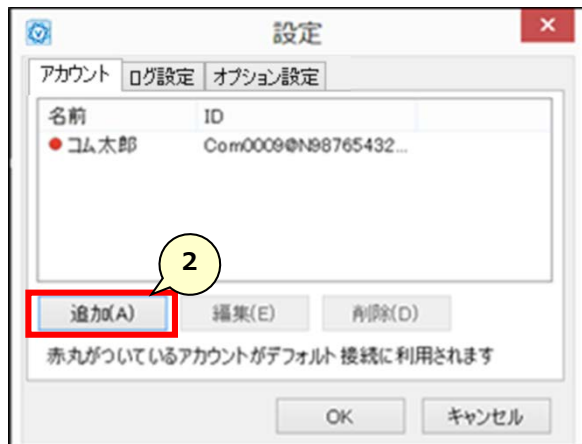 設定
アカウント ログ設定 オプション設定
名前 ID
コム太郎 Com0009@N98765432...
2
追加(A) 編集(E) 削除(D)
赤丸がついているアカウントがデフォルト接続に利用されます
OK キャンセル